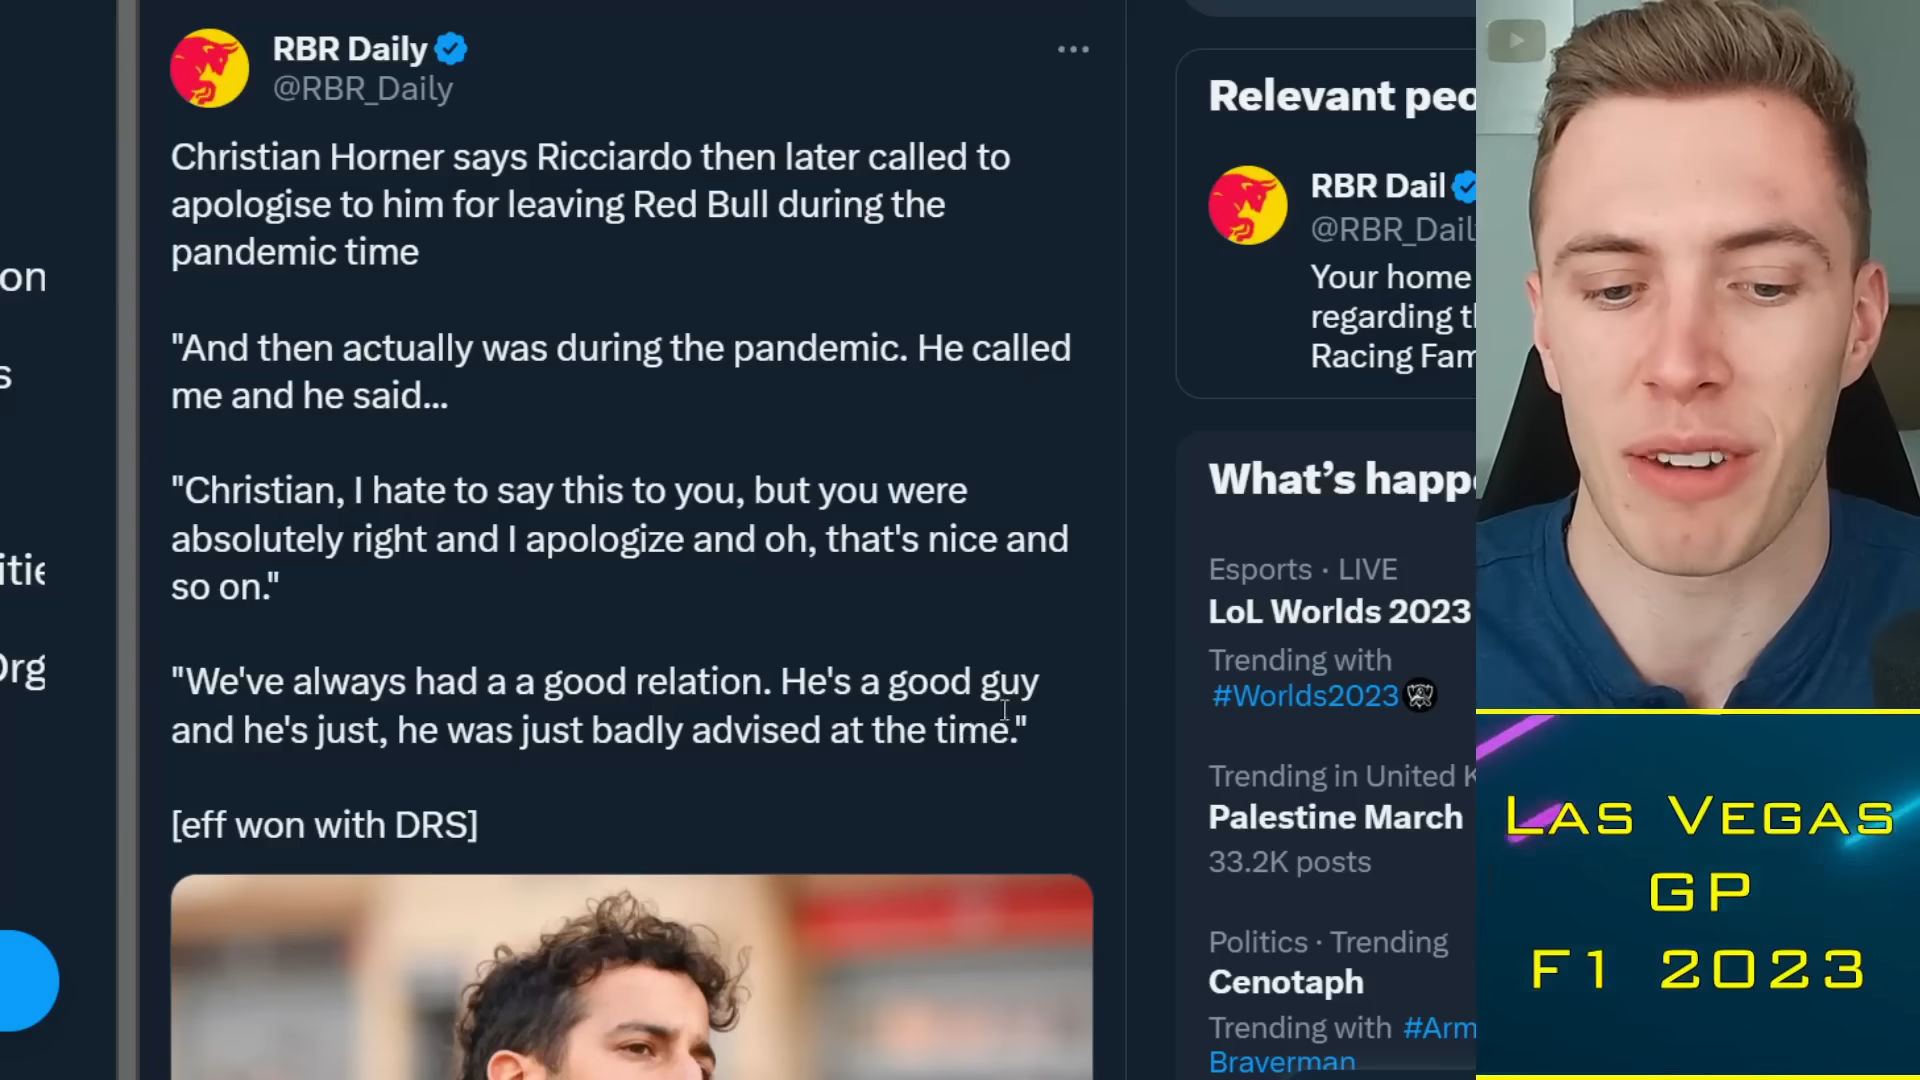 RBR Daily
@RBR_Daily
Christian Horner says Ricciardo then later called to
apologise to him for leaving Red Bull during the
pandemic time
"And then actually was during the pandemic. He called
me and he said...
"Christian, I hate to say this to you, but you were
absolutely right and I apologize and oh, that's nice and
so on."
"We've always had a a good relation. He's a good guy
and he's just, he was just badly advised at the time."
[eff won with DRS]
on
s
itie
Org
Relevant peo
RBR Dail
@RBR_Dail
Your home
regarding t
Racing Fam
What's happ
Esports · LIVE
LoL Worlds 2023
Trending with
#Worlds2023
Trending in United K
Palestine March
33.2K posts
Politics · Trending
Cenotaph
Trending with #Arm
Braverman
LAS VEGAS
GP
F1 2023